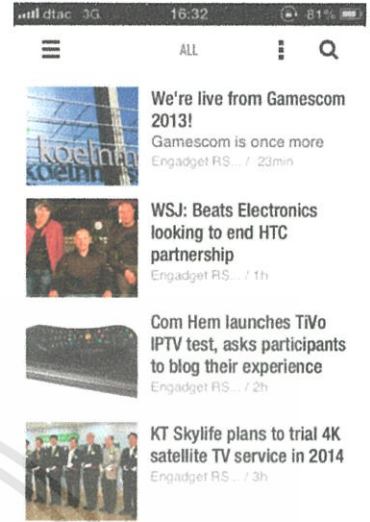 dtac 3G 16:32 81%
ALL
We're live from Gamescom
2013!
Gamescom is once more
Engadget RS... / 23min
koelnm
koelnm
WSJ: Beats Electronics
looking to end HTC
partnership
Engadget RS... / 1h
Com Hem launches TiVo
IPTV test, asks participants
to blog their experience
Engadget RS... / 2h
KT Skylife plans to trial 4K
satellite TV service in 2014
Engadget RS... / 3h